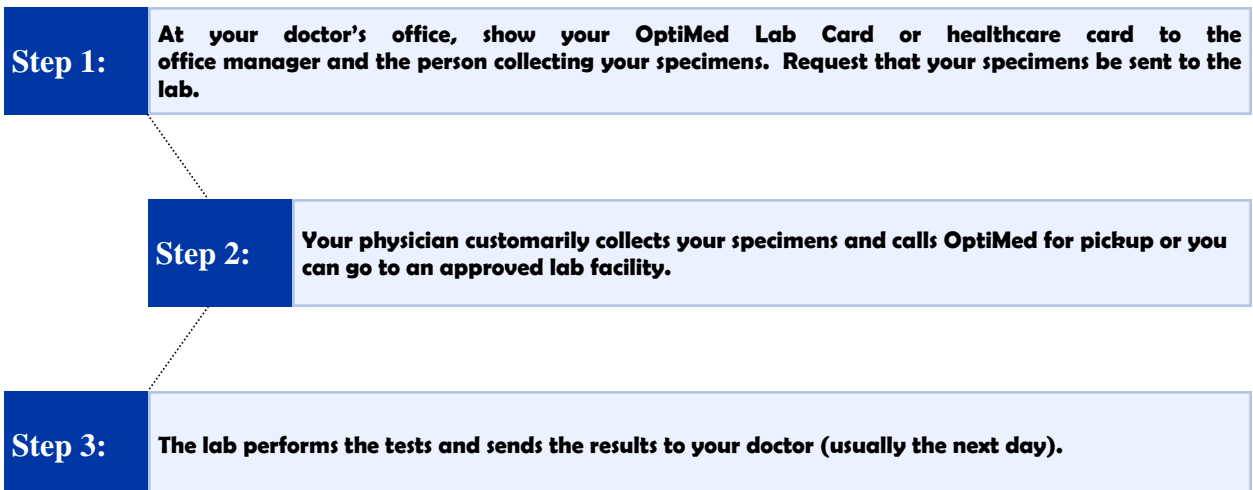 Step 1:
At your doctor’s office, show your OptiMed Lab Card or healthcare card to the
office manager and the person collecting your specimens.  Request that your specimens be sent to the
lab.
Step 2:
Your physician customarily collects your specimens and calls OptiMed for pickup or you
can go to an approved lab facility.
Step 3:
The lab performs the tests and sends the results to your doctor (usually the next day).